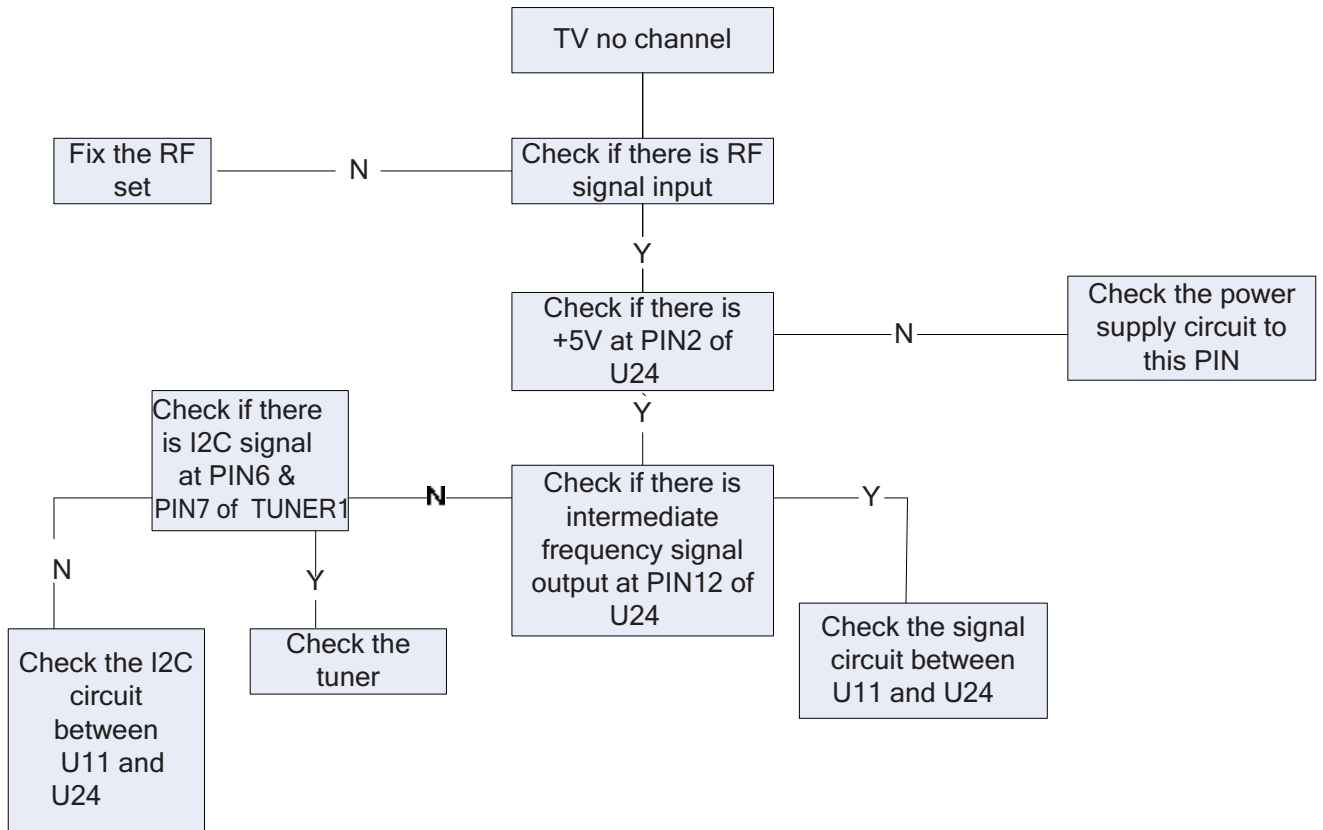 TV no channel
Fix the RF
set
N
Check if there is RF
signal input
Y
Check if there is
+5V at PIN2 of
U24
N
Check the power
supply circuit to
this PIN
Y
Check if there
is I2C signal
at PIN6 &
PIN7 of TUNER1
N
Check if there is
intermediate
frequency signal
output at PIN12 of
U24
Y
N
Y
Check the I2C
circuit
between
U11 and
U24
Check the
tuner
Check the signal
circuit between
U11 and U24